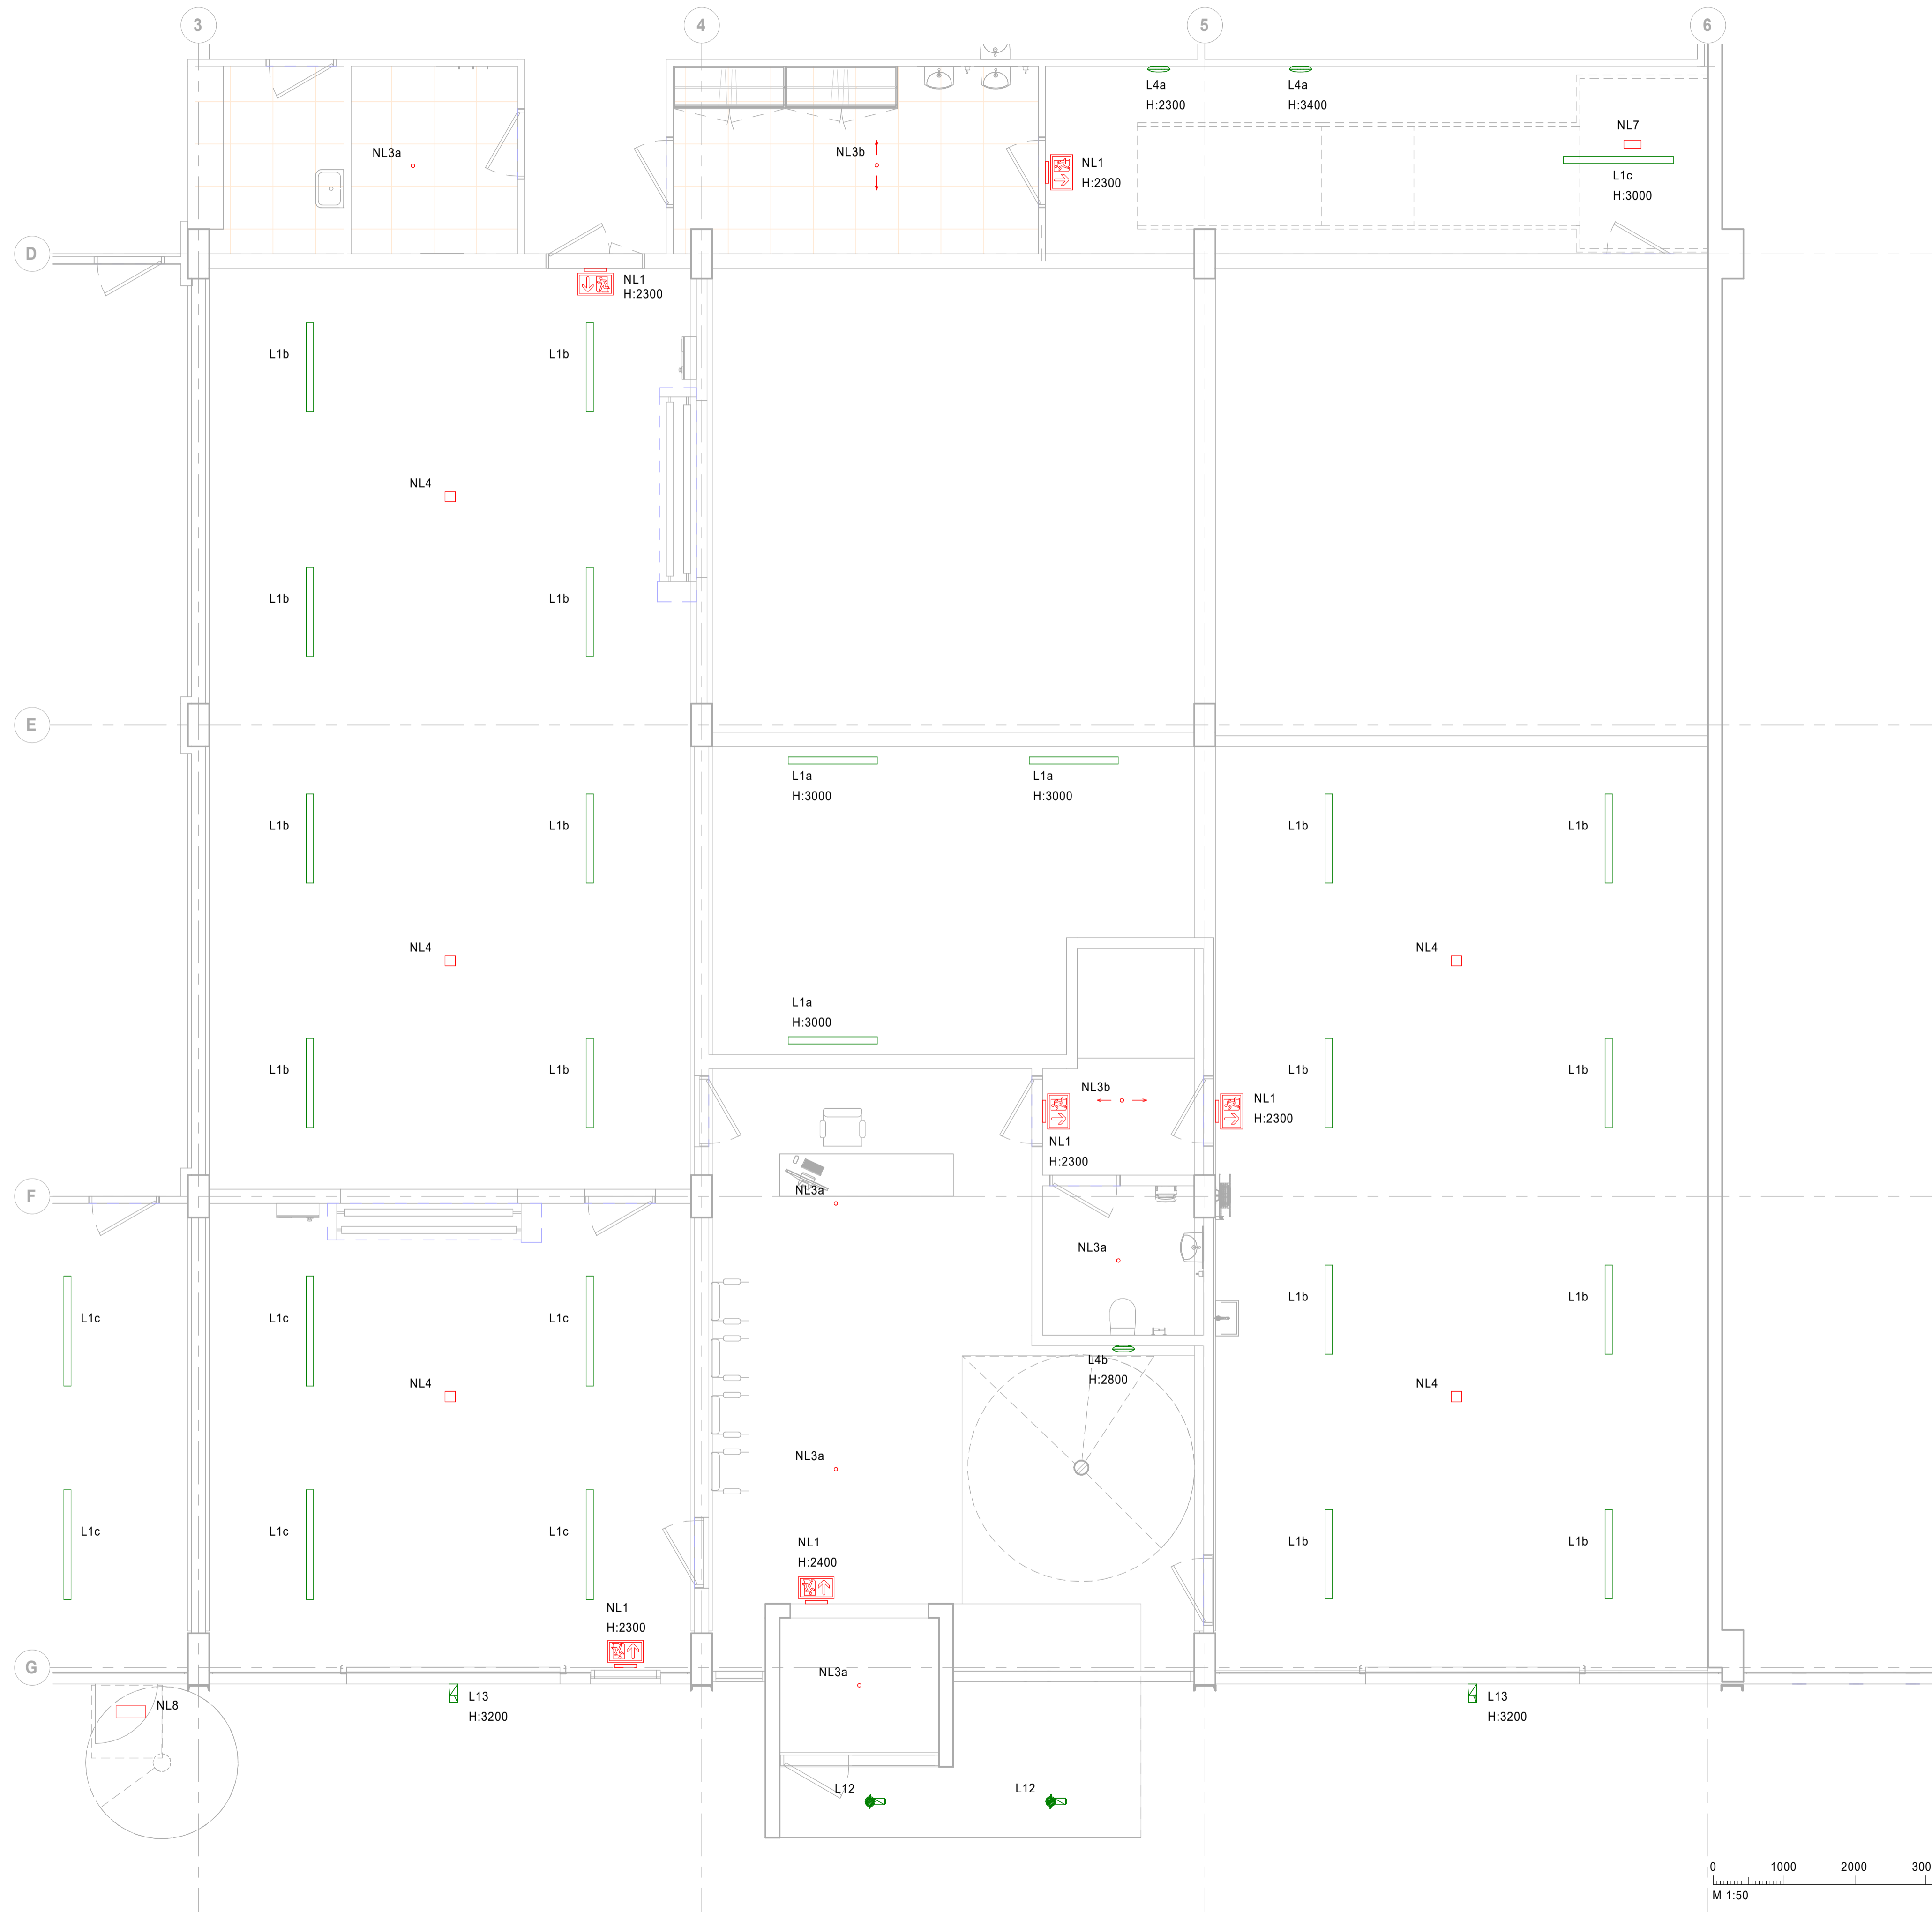 3
4
5
6
L4a
H:2300
L4a
H:3400
NL7
NL3a
NL3b
NL1
H:2300
L1c
H:3000
D
NL1
H:2300
L1b
L1b
NL4
L1b
L1b
E
L1a
H:3000
L1a
H:3000
L1b
L1b
L1b
L1b
NL4
NL4
L1a
H:3000
L1b
L1b
L1b
L1b
NL3b
NL1
H:2300
NL1
H:2300
F
NL3a
NL3a
L1b
L1b
L1c
L1c
L1c
L4b
H:2800
NL4
NL4
NL3a
L1c
L1c
L1c
L1b
L1b
NL1
H:2400
NL1
H:2300
G
NL3a
NL8
L13
H:3200
L13
H:3200
L12
L12
0 1000 2000 300
M 1:50